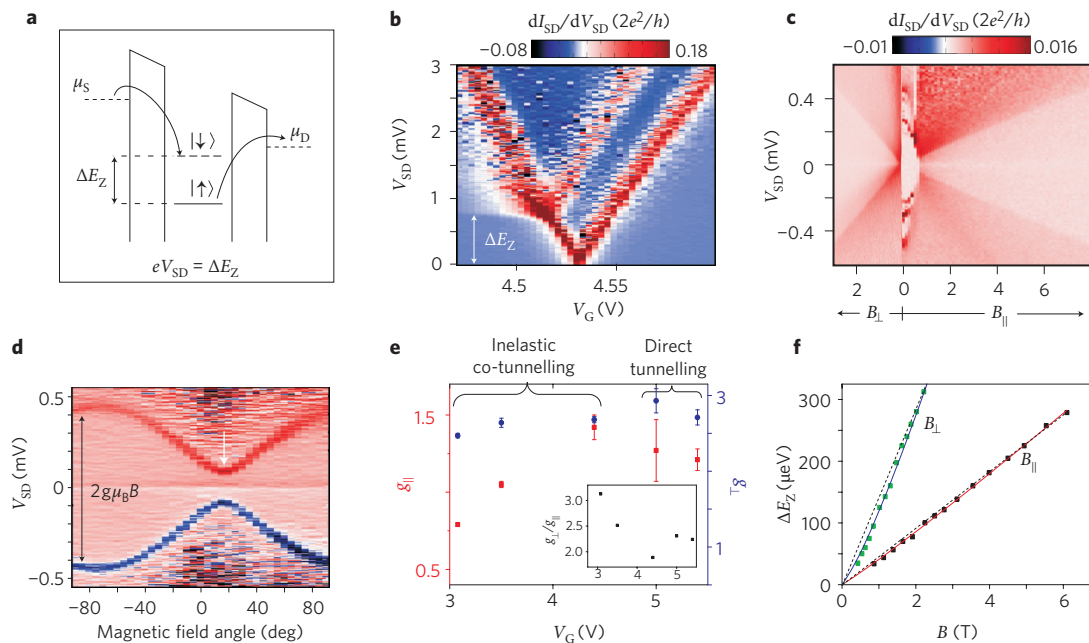 a
μS
μD
|↓⟩
|↑⟩
ΔEZ
eVSD = ΔEZ
b
dISD/dVSD (2e²/h)
−0.08
0.18
3
2
1
0
VSD (mV)
ΔEZ
4.5
4.55
VG (V)
c
dISD/dVSD (2e²/h)
−0.01
0.016
0.4
0
−0.4
VSD (mV)
2
0
2
4
6
B⊥
B||
d
0.5
0
−0.5
VSD (mV)
2gμBB
−80
−40
0
40
80
Magnetic field angle (deg)
e
Inelastic
co-tunnelling
Direct
tunnelling
1.5
1
0.5
g||
3
1
g⊥
3
4
5
VG (V)
g⊥/g||
3.0
2.5
2.0
3
4
5
f
300
200
100
0
ΔEZ (μeV)
B⊥
B||
0
2
4
6
B (T)